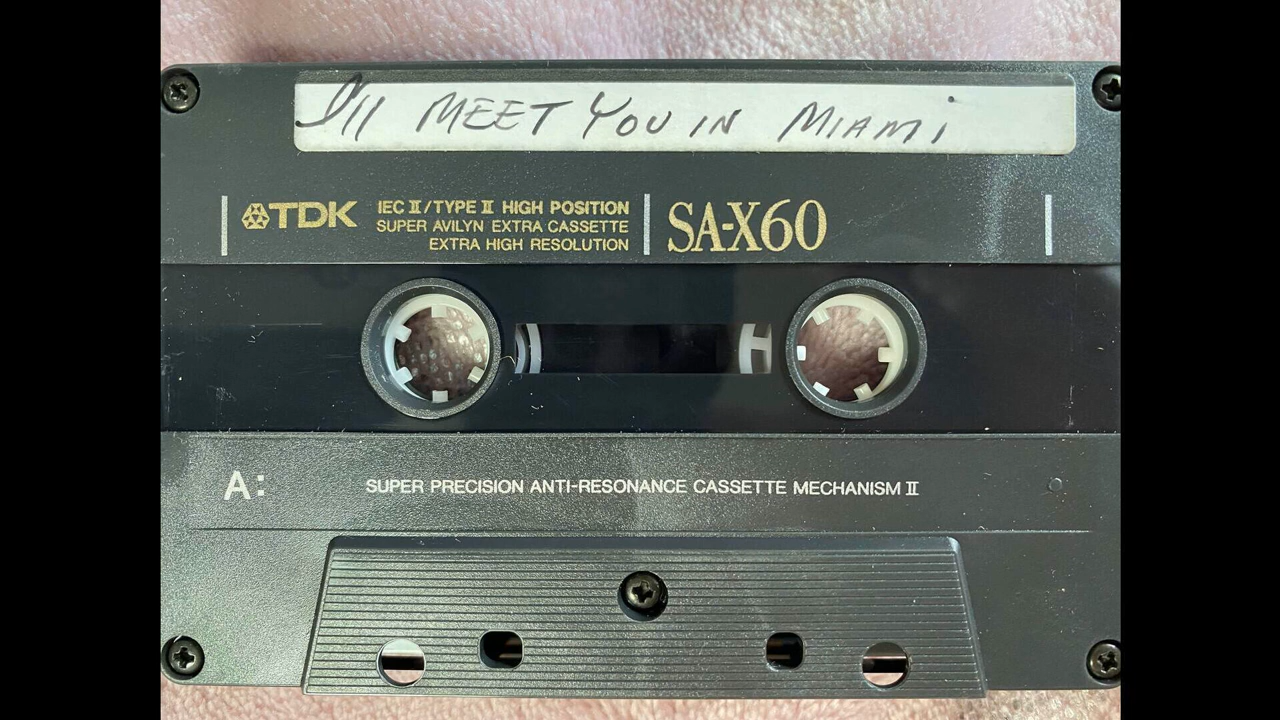 I'll MEET YOU IN MIAMi
TDK
IEC II/TYPE II HIGH POSITION
SUPER AVILYN EXTRA CASSETTE
EXTRA HIGH RESOLUTION
SA-X60
A:
SUPER PRECISION ANTI-RESONANCE CASSETTE MECHANISM II